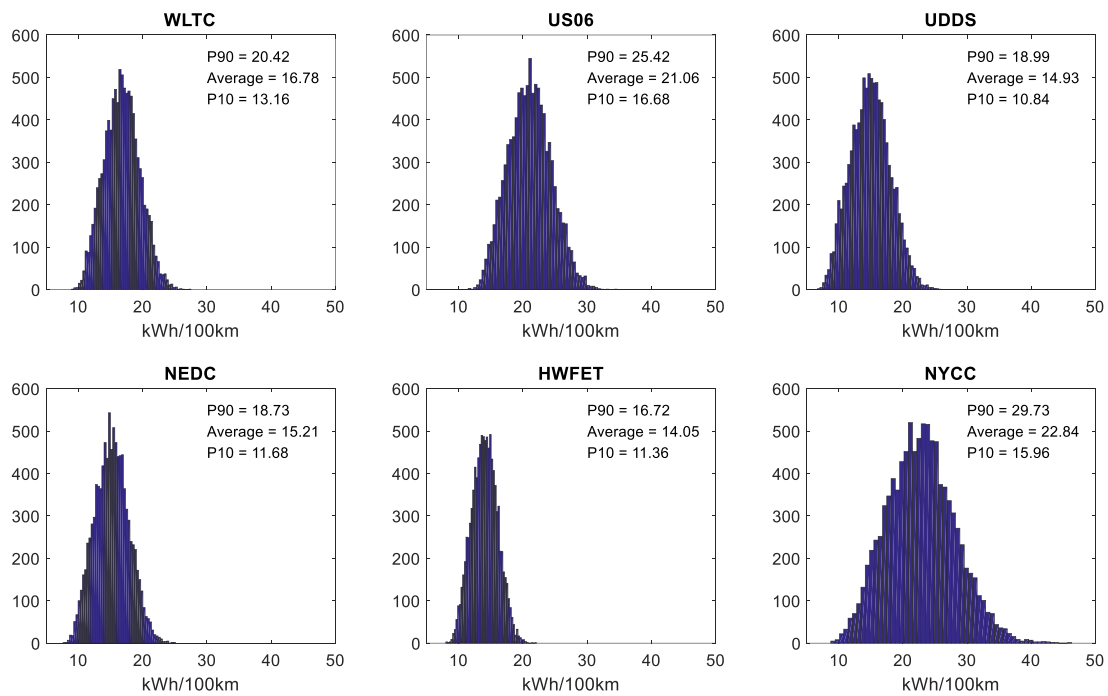 WLTC
600
500
400
300
200
100
0
P90 = 20.42
Average = 16.78
P10 = 13.16
10 20 30 40 50
kWh/100km
US06
600
500
400
300
200
100
0
P90 = 25.42
Average = 21.06
P10 = 16.68
10 20 30 40 50
kWh/100km
UDDS
600
500
400
300
200
100
0
P90 = 18.99
Average = 14.93
P10 = 10.84
10 20 30 40 50
kWh/100km
NEDC
600
500
400
300
200
100
0
P90 = 18.73
Average = 15.21
P10 = 11.68
10 20 30 40 50
kWh/100km
HWFET
600
500
400
300
200
100
0
P90 = 16.72
Average = 14.05
P10 = 11.36
10 20 30 40 50
kWh/100km
NYCC
600
500
400
300
200
100
0
P90 = 29.73
Average = 22.84
P10 = 15.96
10 20 30 40 50
kWh/100km